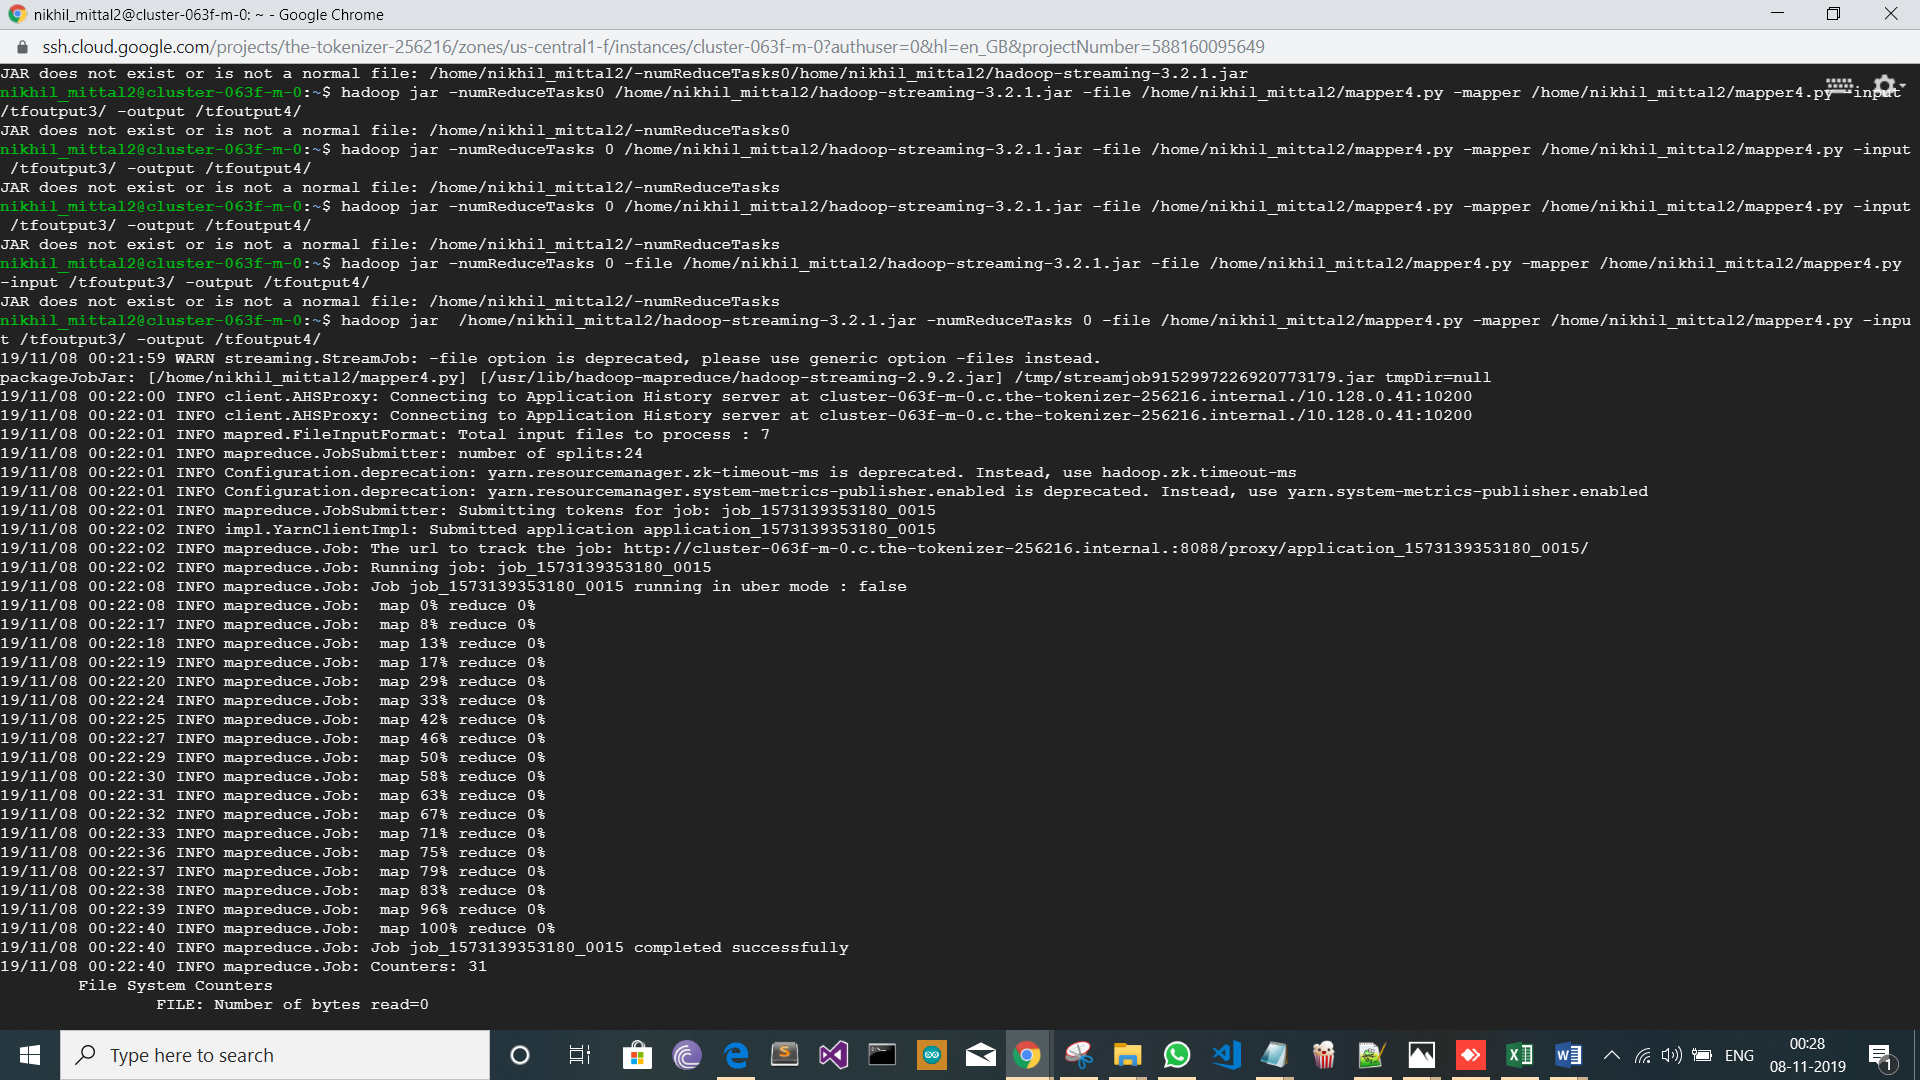 nikhil_mittal2@cluster-063f-m-0: ~ - Google Chrome
ssh.cloud.google.com/projects/the-tokenizer-256216/zones/us-central1-f/instances/cluster-063f-m-0?authuser=0&hl=en_GB&projectNumber=588160095649
JAR does not exist or is not a normal file: /home/nikhil_mittal2/-numReduceTasks0/home/nikhil_mittal2/hadoop-streaming-3.2.1.jar
nikhil_mittal2@cluster-063f-m-0:~$ hadoop jar -numReduceTasks0 /home/nikhil_mittal2/hadoop-streaming-3.2.1.jar -file /home/nikhil_mittal2/mapper4.py -mapper /home/nikhil_mittal2/mapper4.py -input
/tfoutput3/ -output /tfoutput4/
JAR does not exist or is not a normal file: /home/nikhil_mittal2/-numReduceTasks0
nikhil_mittal2@cluster-063f-m-0:~$ hadoop jar -numReduceTasks 0 /home/nikhil_mittal2/hadoop-streaming-3.2.1.jar -file /home/nikhil_mittal2/mapper4.py -mapper /home/nikhil_mittal2/mapper4.py -input
/tfoutput3/ -output /tfoutput4/
JAR does not exist or is not a normal file: /home/nikhil_mittal2/-numReduceTasks
nikhil_mittal2@cluster-063f-m-0:~$ hadoop jar -numReduceTasks 0 /home/nikhil_mittal2/hadoop-streaming-3.2.1.jar -file /home/nikhil_mittal2/mapper4.py -mapper /home/nikhil_mittal2/mapper4.py -input
/tfoutput3/ -output /tfoutput4/
JAR does not exist or is not a normal file: /home/nikhil_mittal2/-numReduceTasks
nikhil_mittal2@cluster-063f-m-0:~$ hadoop jar -numReduceTasks 0 -file /home/nikhil_mittal2/hadoop-streaming-3.2.1.jar -file /home/nikhil_mittal2/mapper4.py -mapper /home/nikhil_mittal2/mapper4.py
-input /tfoutput3/ -output /tfoutput4/
JAR does not exist or is not a normal file: /home/nikhil_mittal2/-numReduceTasks
nikhil_mittal2@cluster-063f-m-0:~$ hadoop jar  /home/nikhil_mittal2/hadoop-streaming-3.2.1.jar -numReduceTasks 0 -file /home/nikhil_mittal2/mapper4.py -mapper /home/nikhil_mittal2/mapper4.py -inpu
t /tfoutput3/ -output /tfoutput4/
19/11/08 00:21:59 WARN streaming.StreamJob: -file option is deprecated, please use generic option -files instead.
packageJobJar: [/home/nikhil_mittal2/mapper4.py] [/usr/lib/hadoop-mapreduce/hadoop-streaming-2.9.2.jar] /tmp/streamjob9152997226920773179.jar tmpDir=null
19/11/08 00:22:00 INFO client.AHSProxy: Connecting to Application History server at cluster-063f-m-0.c.the-tokenizer-256216.internal./10.128.0.41:10200
19/11/08 00:22:01 INFO client.AHSProxy: Connecting to Application History server at cluster-063f-m-0.c.the-tokenizer-256216.internal./10.128.0.41:10200
19/11/08 00:22:01 INFO mapred.FileInputFormat: Total input files to process : 7
19/11/08 00:22:01 INFO mapreduce.JobSubmitter: number of splits:24
19/11/08 00:22:01 INFO Configuration.deprecation: yarn.resourcemanager.zk-timeout-ms is deprecated. Instead, use hadoop.zk.timeout-ms
19/11/08 00:22:01 INFO Configuration.deprecation: yarn.resourcemanager.system-metrics-publisher.enabled is deprecated. Instead, use yarn.system-metrics-publisher.enabled
19/11/08 00:22:01 INFO mapreduce.JobSubmitter: Submitting tokens for job: job_1573139353180_0015
19/11/08 00:22:02 INFO impl.YarnClientImpl: Submitted application application_1573139353180_0015
19/11/08 00:22:02 INFO mapreduce.Job: The url to track the job: http://cluster-063f-m-0.c.the-tokenizer-256216.internal.:8088/proxy/application_1573139353180_0015/
19/11/08 00:22:02 INFO mapreduce.Job: Running job: job_1573139353180_0015
19/11/08 00:22:08 INFO mapreduce.Job: Job job_1573139353180_0015 running in uber mode : false
19/11/08 00:22:08 INFO mapreduce.Job:  map 0% reduce 0%
19/11/08 00:22:17 INFO mapreduce.Job:  map 8% reduce 0%
19/11/08 00:22:18 INFO mapreduce.Job:  map 13% reduce 0%
19/11/08 00:22:19 INFO mapreduce.Job:  map 17% reduce 0%
19/11/08 00:22:20 INFO mapreduce.Job:  map 29% reduce 0%
19/11/08 00:22:24 INFO mapreduce.Job:  map 33% reduce 0%
19/11/08 00:22:25 INFO mapreduce.Job:  map 42% reduce 0%
19/11/08 00:22:27 INFO mapreduce.Job:  map 46% reduce 0%
19/11/08 00:22:29 INFO mapreduce.Job:  map 50% reduce 0%
19/11/08 00:22:30 INFO mapreduce.Job:  map 58% reduce 0%
19/11/08 00:22:31 INFO mapreduce.Job:  map 63% reduce 0%
19/11/08 00:22:32 INFO mapreduce.Job:  map 67% reduce 0%
19/11/08 00:22:33 INFO mapreduce.Job:  map 71% reduce 0%
19/11/08 00:22:36 INFO mapreduce.Job:  map 75% reduce 0%
19/11/08 00:22:37 INFO mapreduce.Job:  map 79% reduce 0%
19/11/08 00:22:38 INFO mapreduce.Job:  map 83% reduce 0%
19/11/08 00:22:39 INFO mapreduce.Job:  map 96% reduce 0%
19/11/08 00:22:40 INFO mapreduce.Job:  map 100% reduce 0%
19/11/08 00:22:40 INFO mapreduce.Job: Job job_1573139353180_0015 completed successfully
19/11/08 00:22:40 INFO mapreduce.Job: Counters: 31
File System Counters
FILE: Number of bytes read=0
Type here to search
ENG
00:28
08-11-2019
1